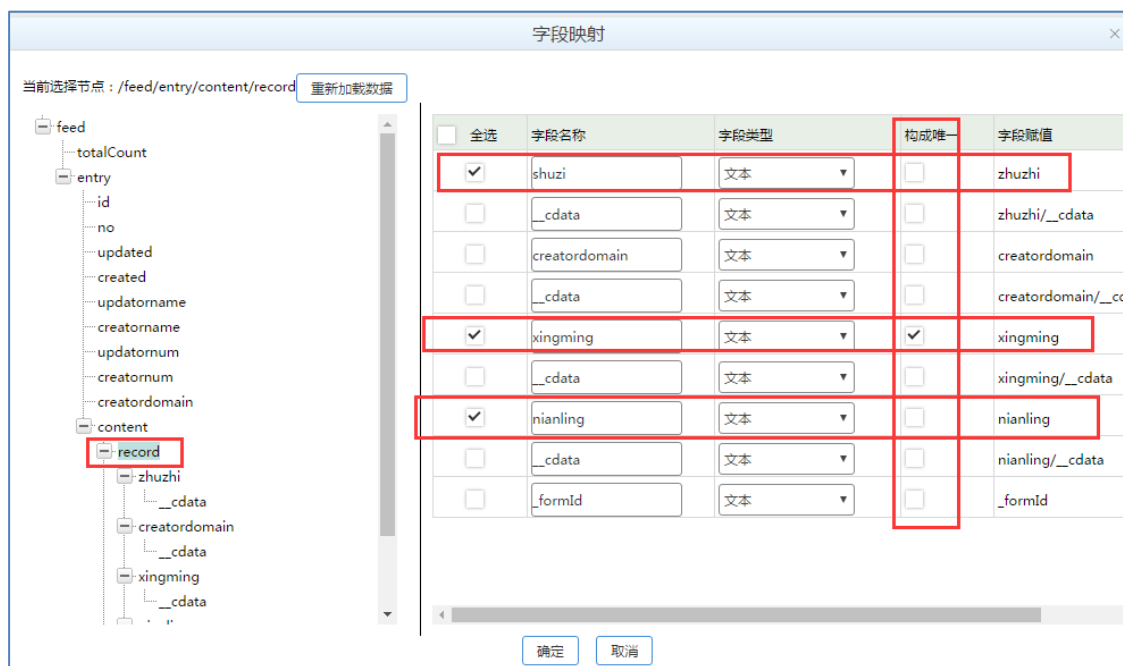 字段映射
当前选择节点：/feed/entry/content/record 重新加载数据
feed
totalCount
entry
id
no
updated
created
updatorname
creatorname
updatornum
creatornum
creatordomain
content
record
zhuzhi
__cdata
creatordomain
__cdata
xingming
__cdata
全选 字段名称 字段类型 构成唯一 字段赋值
shuzi 文本 zhuzhi
__cdata 文本 zhuzhi/__cdata
creatordomain 文本 creatordomain
__cdata 文本 creatordomain/__cd
xingming 文本 xingming
__cdata 文本 xingming/__cdata
nianling 文本 nianling
__cdata 文本 nianling/__cdata
_formId 文本 _formId
确定 取消